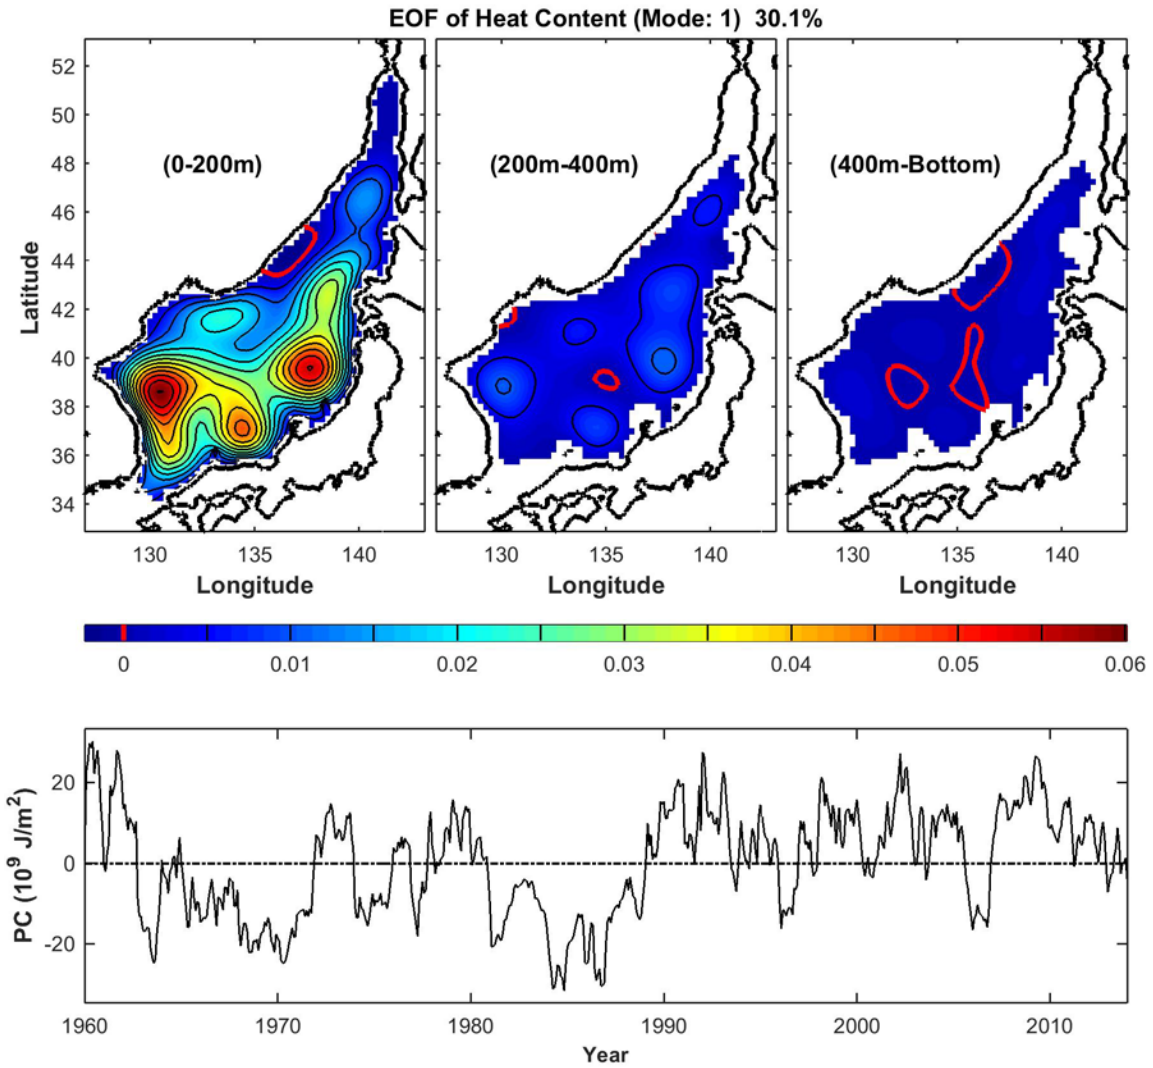 EOF of Heat Content (Mode: 1) 30.1%
(0-200m) (200m-400m) (400m-Bottom)
Latitude
52
50
48
46
44
42
40
38
36
34
130 135 140 130 135 140 130 135 140
Longitude Longitude Longitude
0 0.01 0.02 0.03 0.04 0.05 0.06
PC (10⁹ J/m²)
20
0
-20
1960 1970 1980 1990 2000 2010
Year